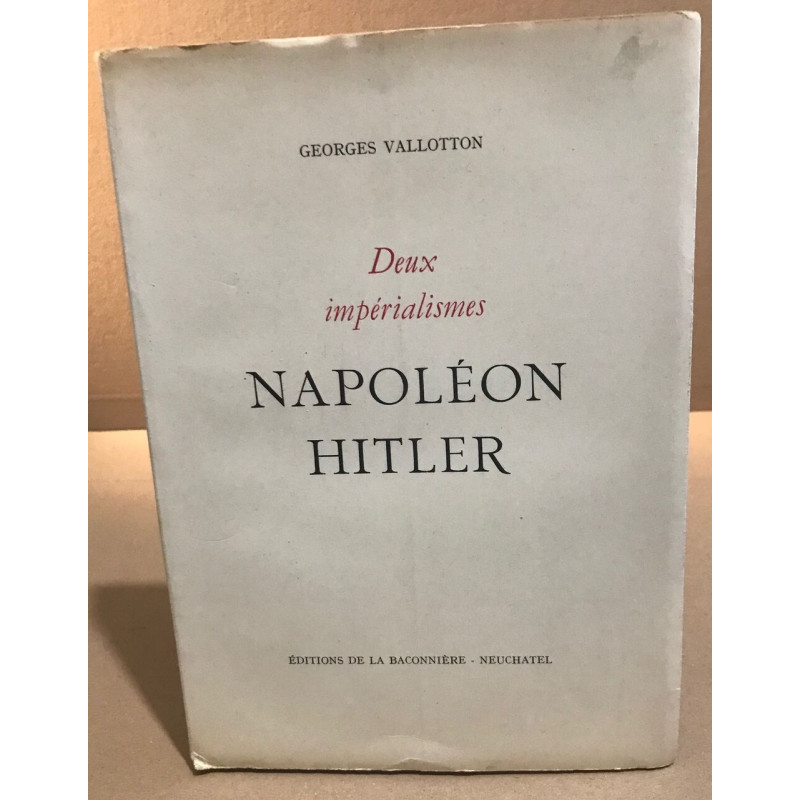 GEORGES VALLOTTON
Deux
impérialismes
NAPOLÉON
HITLER
ÉDITIONS DE LA BACONNIÈRE - NEUCHATEL